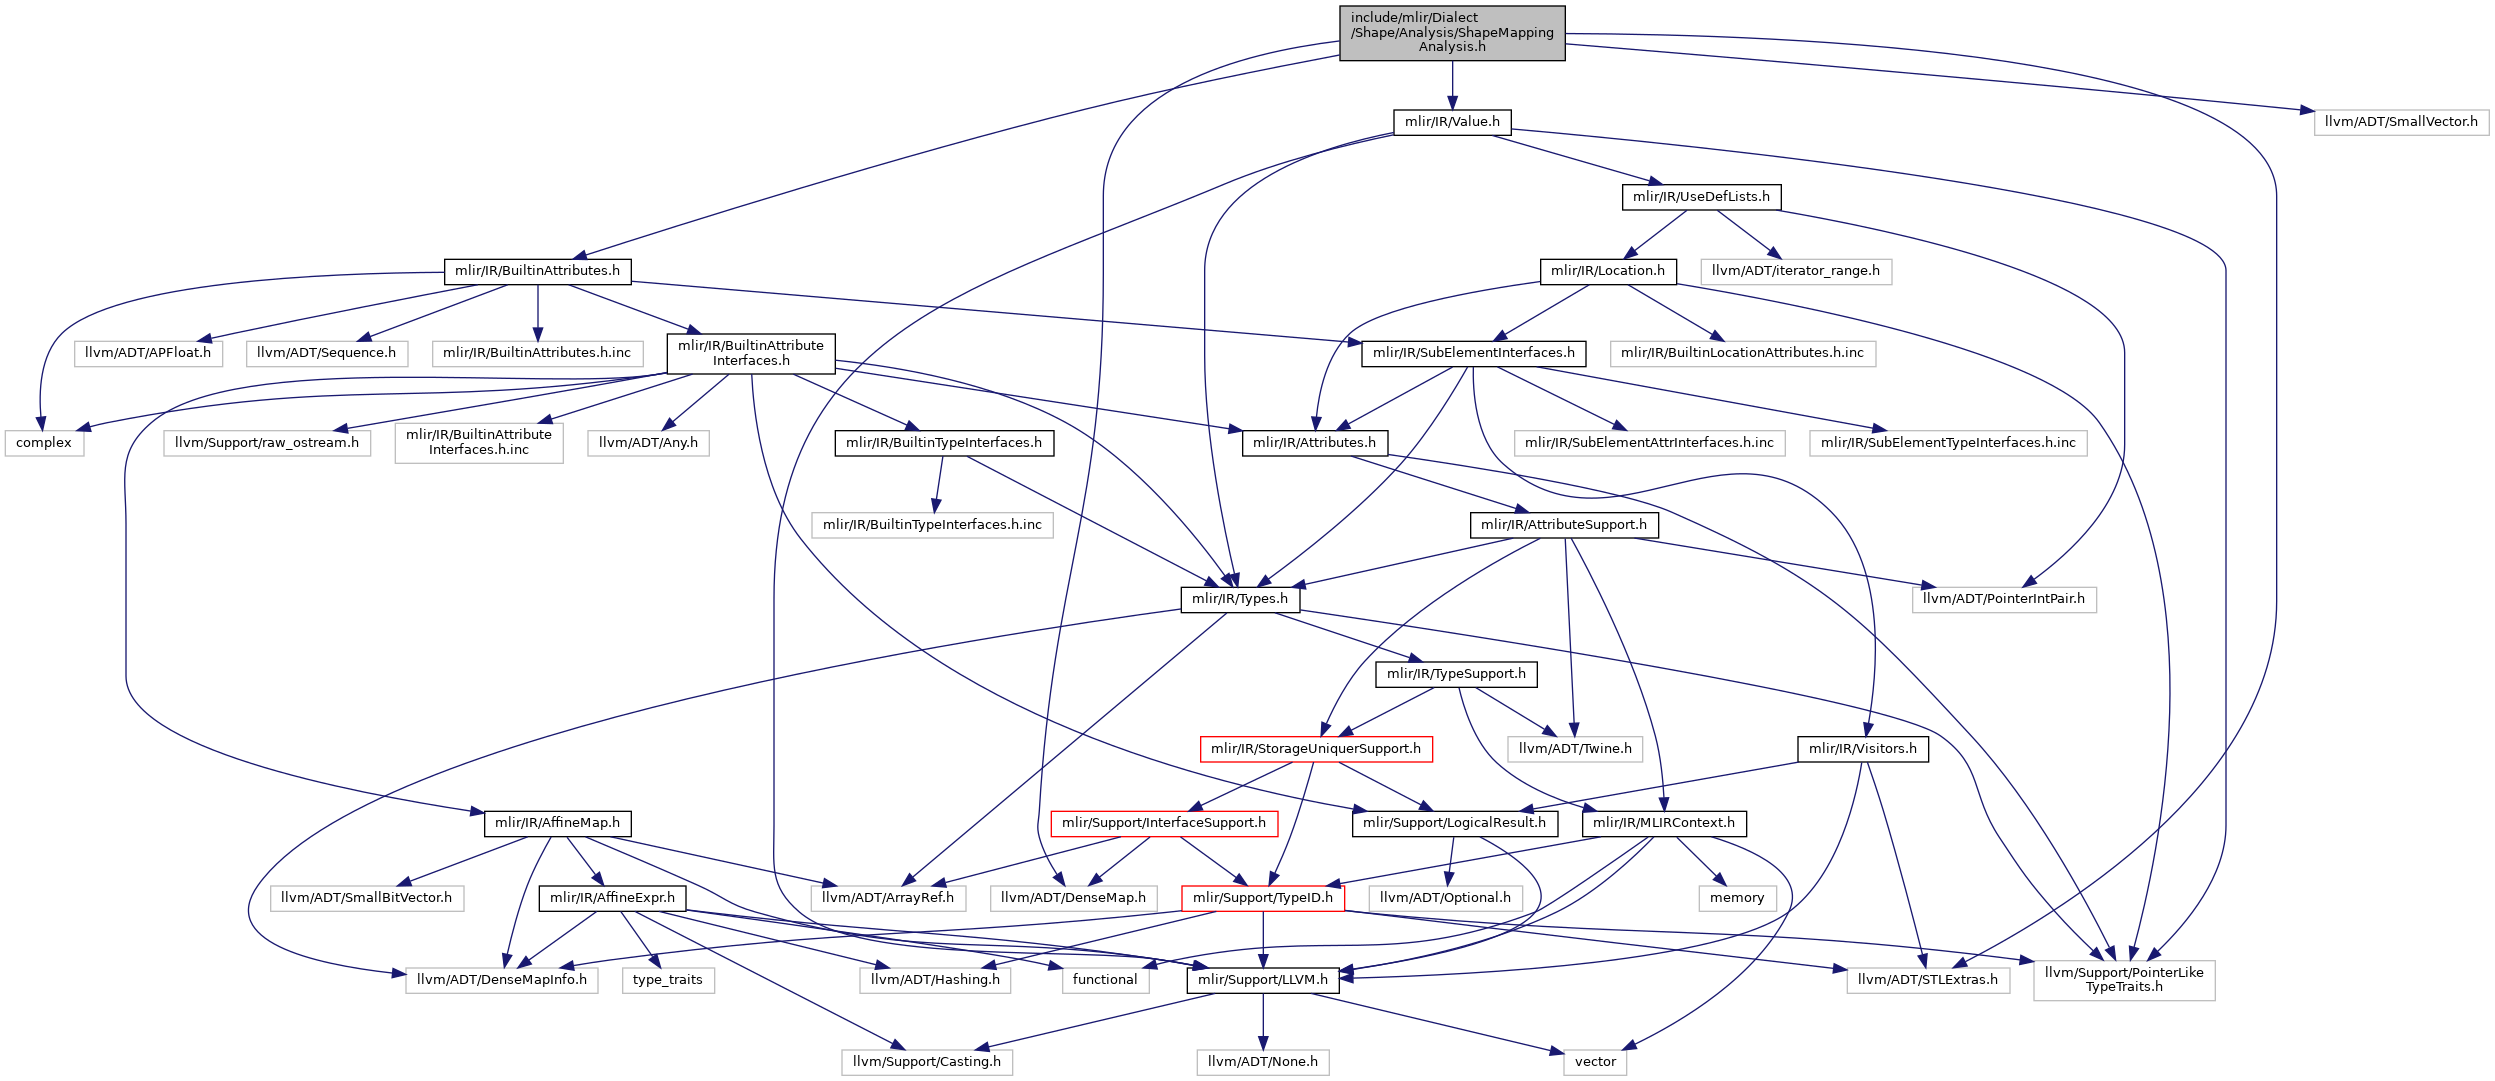 include/mlir/Dialect
/Shape/Analysis/ShapeMapping
Analysis.h
mlir/IR/Value.h
llvm/ADT/SmallVector.h
mlir/IR/UseDefLists.h
mlir/IR/BuiltinAttributes.h
mlir/IR/Location.h
llvm/ADT/iterator_range.h
llvm/ADT/APFloat.h
llvm/ADT/Sequence.h
mlir/IR/BuiltinAttributes.h.inc
mlir/IR/BuiltinAttribute
Interfaces.h
mlir/IR/SubElementInterfaces.h
mlir/IR/BuiltinLocationAttributes.h.inc
complex
llvm/Support/raw_ostream.h
mlir/IR/BuiltinAttribute
Interfaces.h.inc
llvm/ADT/Any.h
mlir/IR/BuiltinTypeInterfaces.h
mlir/IR/Attributes.h
mlir/IR/SubElementAttrInterfaces.h.inc
mlir/IR/SubElementTypeInterfaces.h.inc
mlir/IR/BuiltinTypeInterfaces.h.inc
mlir/IR/AttributeSupport.h
mlir/IR/Types.h
llvm/ADT/PointerIntPair.h
mlir/IR/TypeSupport.h
mlir/IR/StorageUniquerSupport.h
llvm/ADT/Twine.h
mlir/IR/Visitors.h
mlir/IR/AffineMap.h
mlir/Support/InterfaceSupport.h
mlir/Support/LogicalResult.h
mlir/IR/MLIRContext.h
llvm/ADT/SmallBitVector.h
mlir/IR/AffineExpr.h
llvm/ADT/ArrayRef.h
llvm/ADT/DenseMap.h
mlir/Support/TypeID.h
llvm/ADT/Optional.h
memory
llvm/ADT/DenseMapInfo.h
type_traits
llvm/ADT/Hashing.h
functional
mlir/Support/LLVM.h
llvm/ADT/STLExtras.h
llvm/Support/PointerLike
TypeTraits.h
llvm/Support/Casting.h
llvm/ADT/None.h
vector